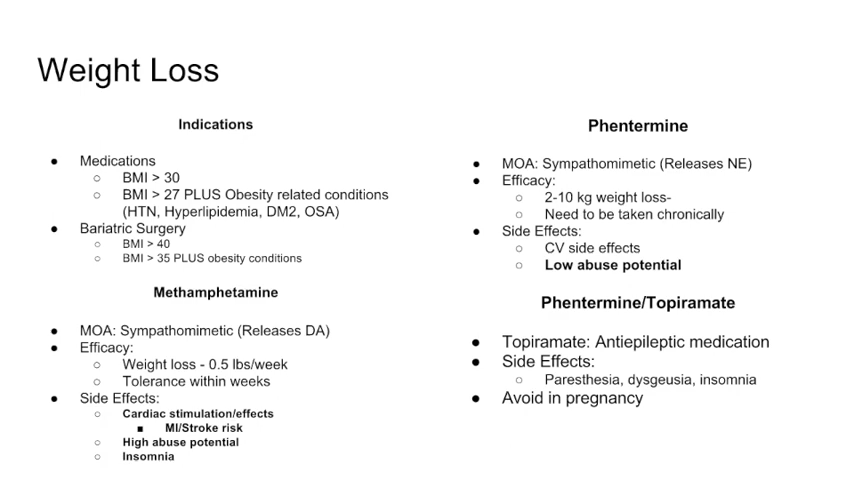 Weight Loss
Indications
● Medications
○ BMI > 30
○ BMI > 27 PLUS Obesity related conditions
(HTN, Hyperlipidemia, DM2, OSA)
● Bariatric Surgery
○ BMI > 40
○ BMI > 35 PLUS obesity conditions
Methamphetamine
● MOA: Sympathomimetic (Releases DA)
● Efficacy:
○ Weight loss - 0.5 lbs/week
○ Tolerance within weeks
● Side Effects:
○ Cardiac stimulation/effects
■ MI/Stroke risk
○ High abuse potential
○ Insomnia
Phentermine
● MOA: Sympathomimetic (Releases NE)
● Efficacy:
○ 2-10 kg weight loss-
○ Need to be taken chronically
● Side Effects:
○ CV side effects
○ Low abuse potential
Phentermine/Topiramate
● Topiramate: Antiepileptic medication
● Side Effects:
○ Paresthesia, dysgeusia, insomnia
● Avoid in pregnancy